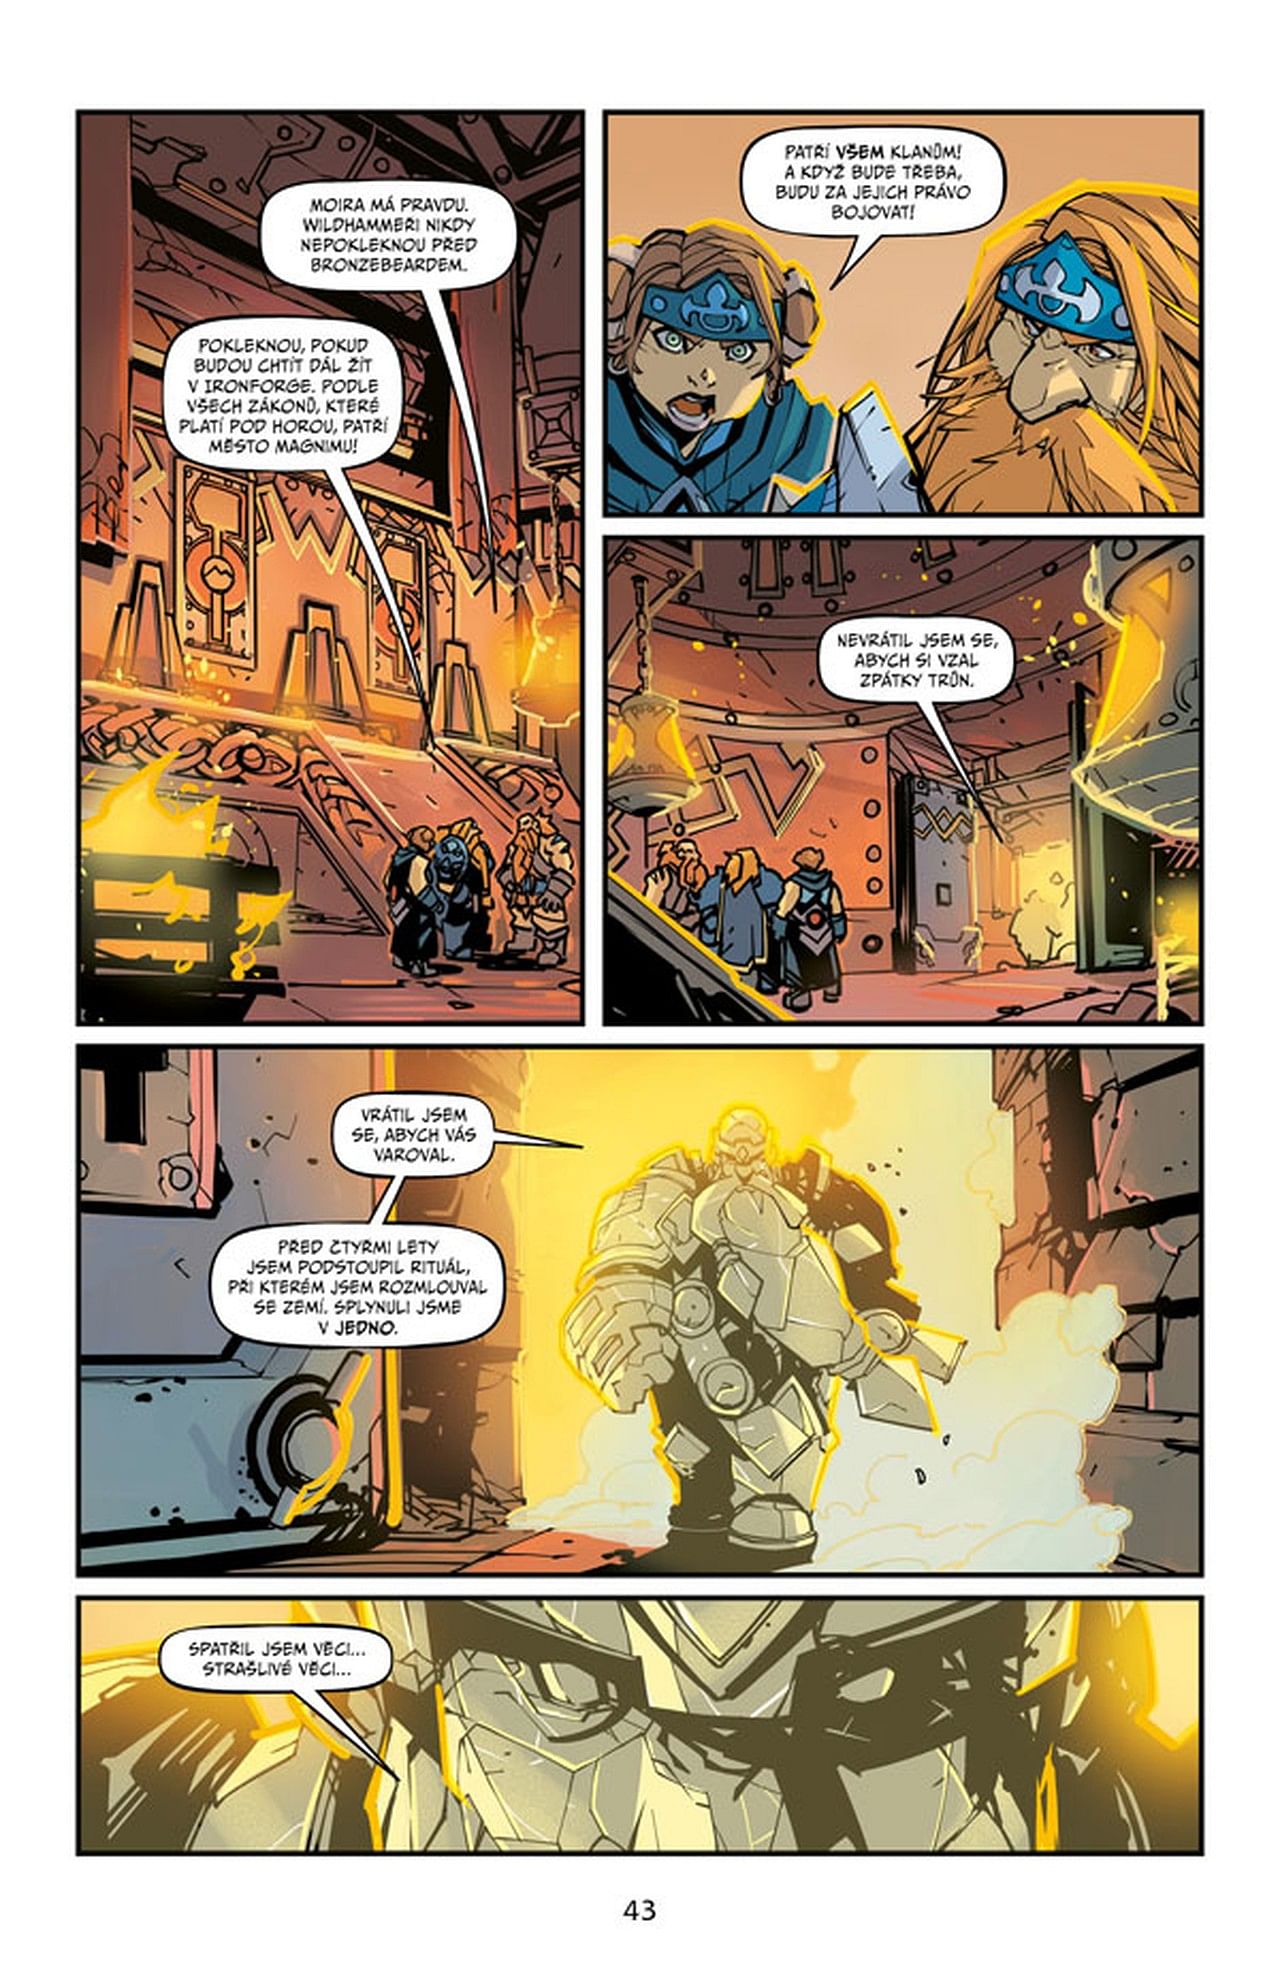 MOIRA MÁ PRAVDU.
WILDHAMMEŘI NIKDY
NEPOKLEKNOU PŘED
BRONZEBEARDEM.
POKLEKNOU, POKUD
BUDOU CHTÍT DÁL ŽÍT
V IRONFORGE. PODLE
VŠECH ZÁKONŮ, KTERÉ
PLATÍ POD HOROU, PATŘÍ
MĚSTO MAGNIMU!
PATŘÍ VŠEM KLANŮM!
A KDYŽ BUDE TŘEBA,
BUDU ZA JEJICH PRÁVO
BOJOVAT!
NEVRÁTIL JSEM SE,
ABYCH SI VZAL
ZPÁTKY TRŮN.
VRÁTIL JSEM
SE, ABYCH VÁS
VAROVAL.
PŘED ČTYŘMI LETY
JSEM PODSTOUPIL RITUÁL,
PŘI KTERÉM JSEM ROZMLOUVAL
SE ZEMÍ. SPLYNULI JSME
V JEDNO.
SPATŘIL JSEM VĚCI...
STRAŠLIVÉ VĚCI...
43